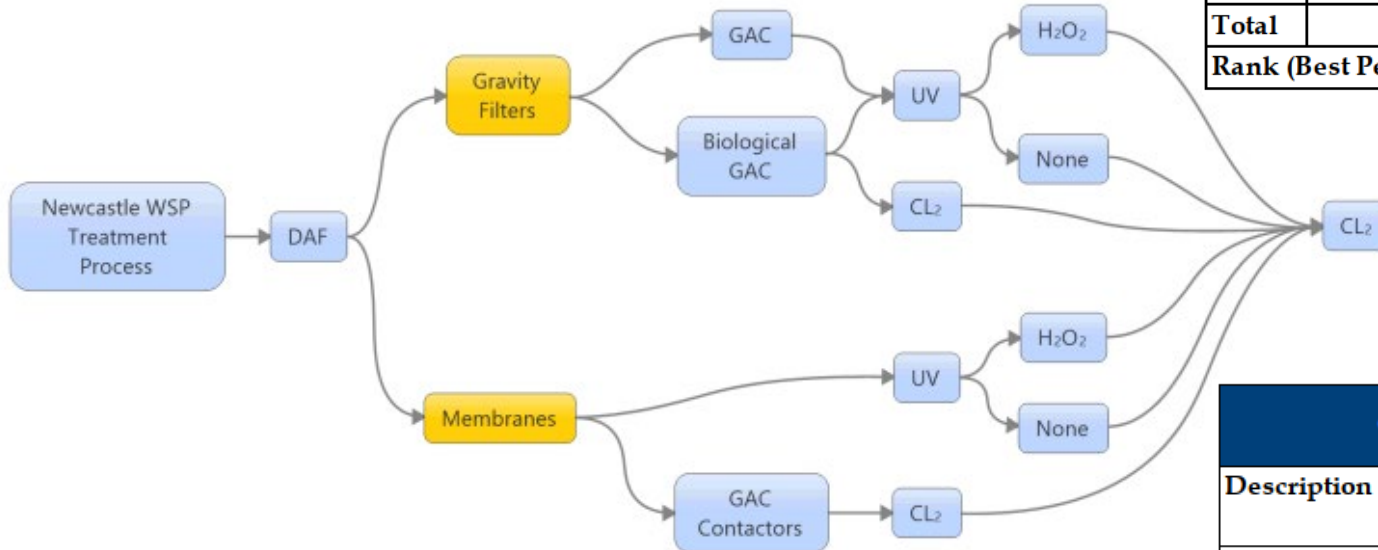 Newcastle WSP
Treatment
Process
DAF
Gravity
Filters
Membranes
GAC
Biological
GAC
UV
CL₂
H₂O₂
None
UV
H₂O₂
None
GAC
Contactors
CL₂
CL₂
Total
Rank (Best
Description